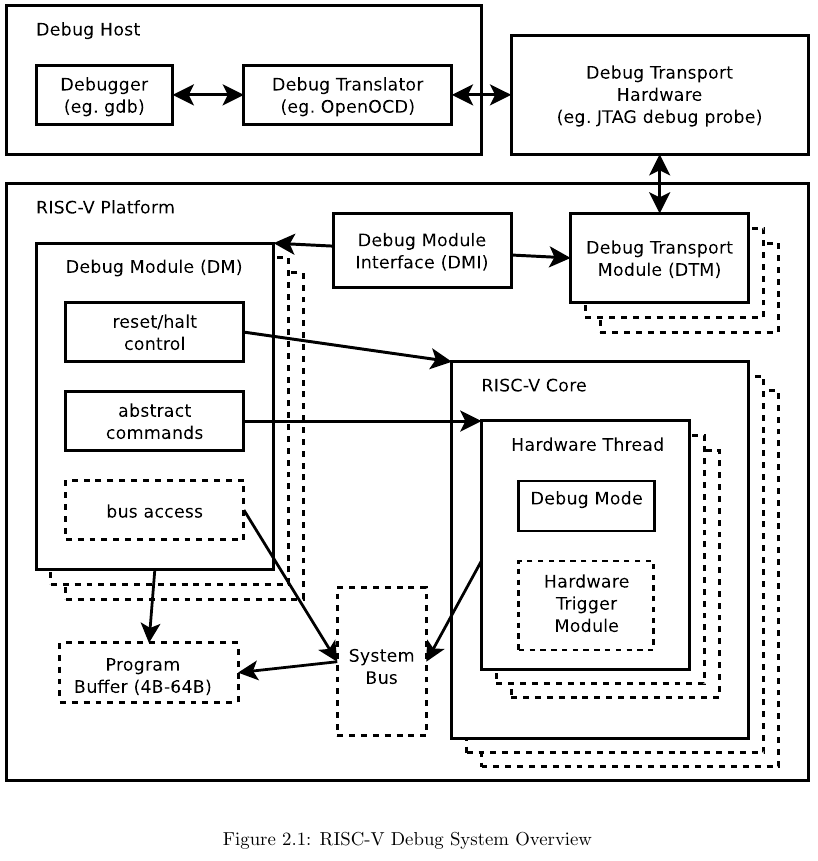 Debug Host
Debugger
(eg. gdb)
Debug Translator
(eg. OpenOCD)
Debug Transport
Hardware
(eg. JTAG debug probe)
RISC-V Platform
Debug Module (DM)
reset/halt
control
abstract
commands
bus access
Debug Module
Interface (DMI)
Debug Transport
Module (DTM)
RISC-V Core
Hardware Thread
Debug Mode
Hardware
Trigger
Module
System
Bus
Program
Buffer (4B-64B)
Figure 2.1: RISC-V Debug System Overview